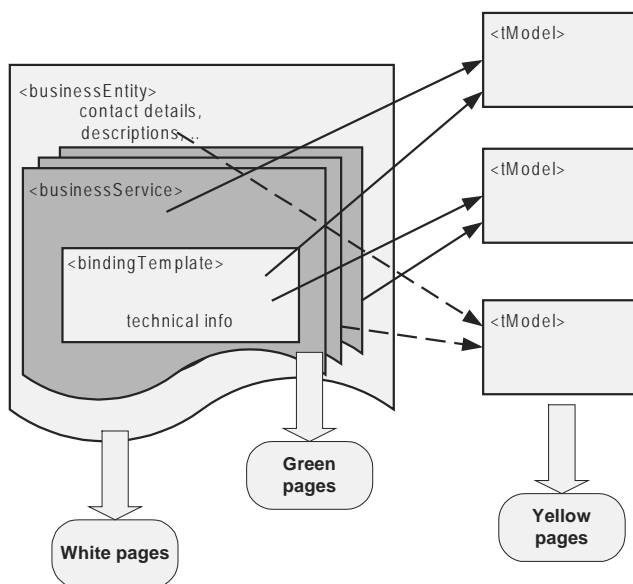 <tModel>
<businessEntity>
contact details,
descriptions,...
<businessService>
<tModel>
<bindingTemplate>
technical info
<tModel>
Green
pages
Yellow
pages
White pages